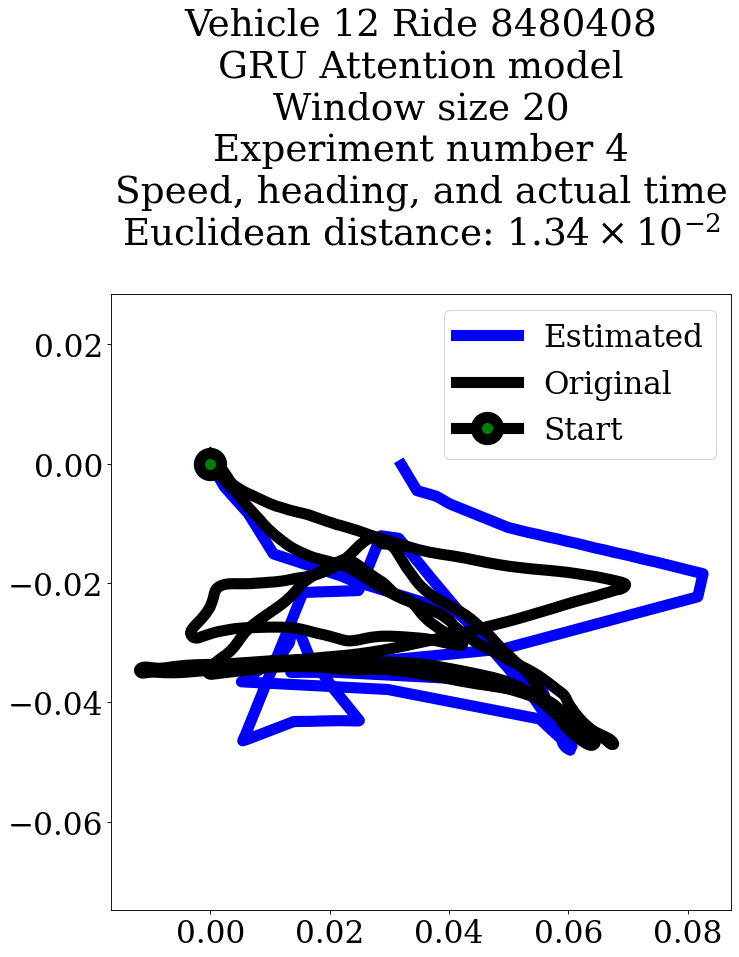 Vehicle 12 Ride 8480408
GRU Attention model
Window size 20
Experiment number 4
Speed, heading, and actual time
Euclidean distance: 1.34 × 10⁻²
Estimated
Original
Start
0.02
0.00
−0.02
−0.04
−0.06
0.00 0.02 0.04 0.06 0.08